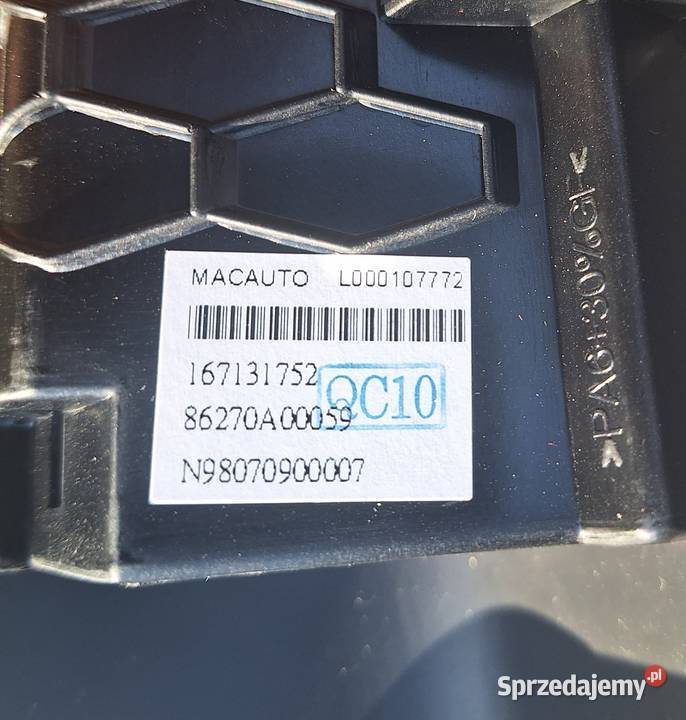 MACAUTO L000107772
167131752
QC10
86270A00059
N98070900007
>PA6+30%GF<
Sprzedajemy.pl